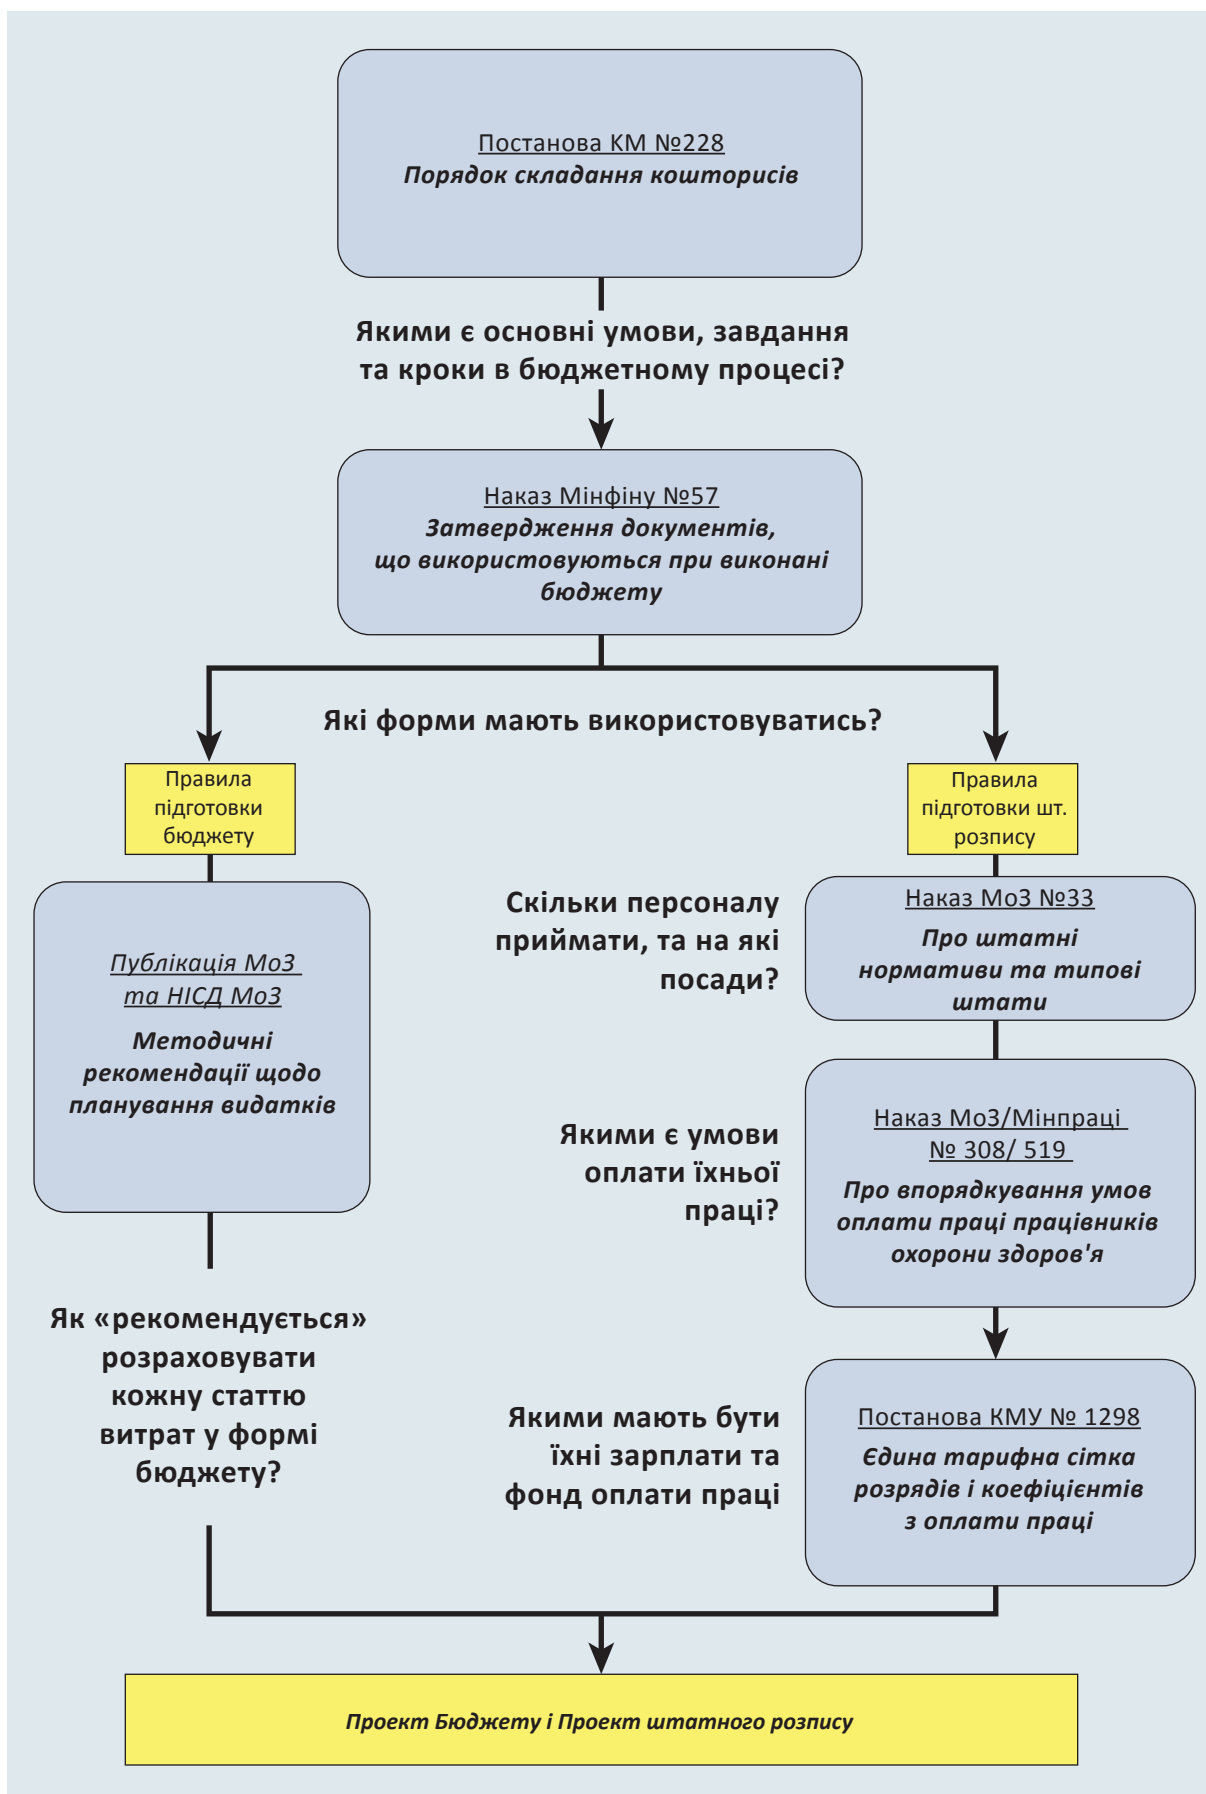 Постанова КМ №228
Порядок складання кошторисів
Якими є основні умови, завдання
та кроки в бюджетному процесі?
Наказ Мінфіну №57
Затвердження документів,
що використовуються при виконані
бюджету
Які форми мають використовуватись?
Правила
підготовки
бюджету
Публікація МоЗ
та НІСД МоЗ
Методичні
рекомендації щодо
планування видатків
Як «рекомендується»
розраховувати
кожну статтю
витрат у формі
бюджету?
Правила
підготовки шт.
розпису
Скільки персоналу
приймати, та на які
посади?
Наказ МоЗ №33
Про штатні
нормативи та типові
штати
Якими є умови
оплати їхньої
праці?
Наказ МоЗ/Мінпраці
№ 308/ 519
Про впорядкування умов
оплати праці працівників
охорони здоров'я
Якими мають бути
їхні зарплати та
фонд оплати праці
Постанова КМУ № 1298
Єдина тарифна сітка
розрядів і коефіцієнтів
з оплати праці
Проект Бюджету і Проект штатного розпису